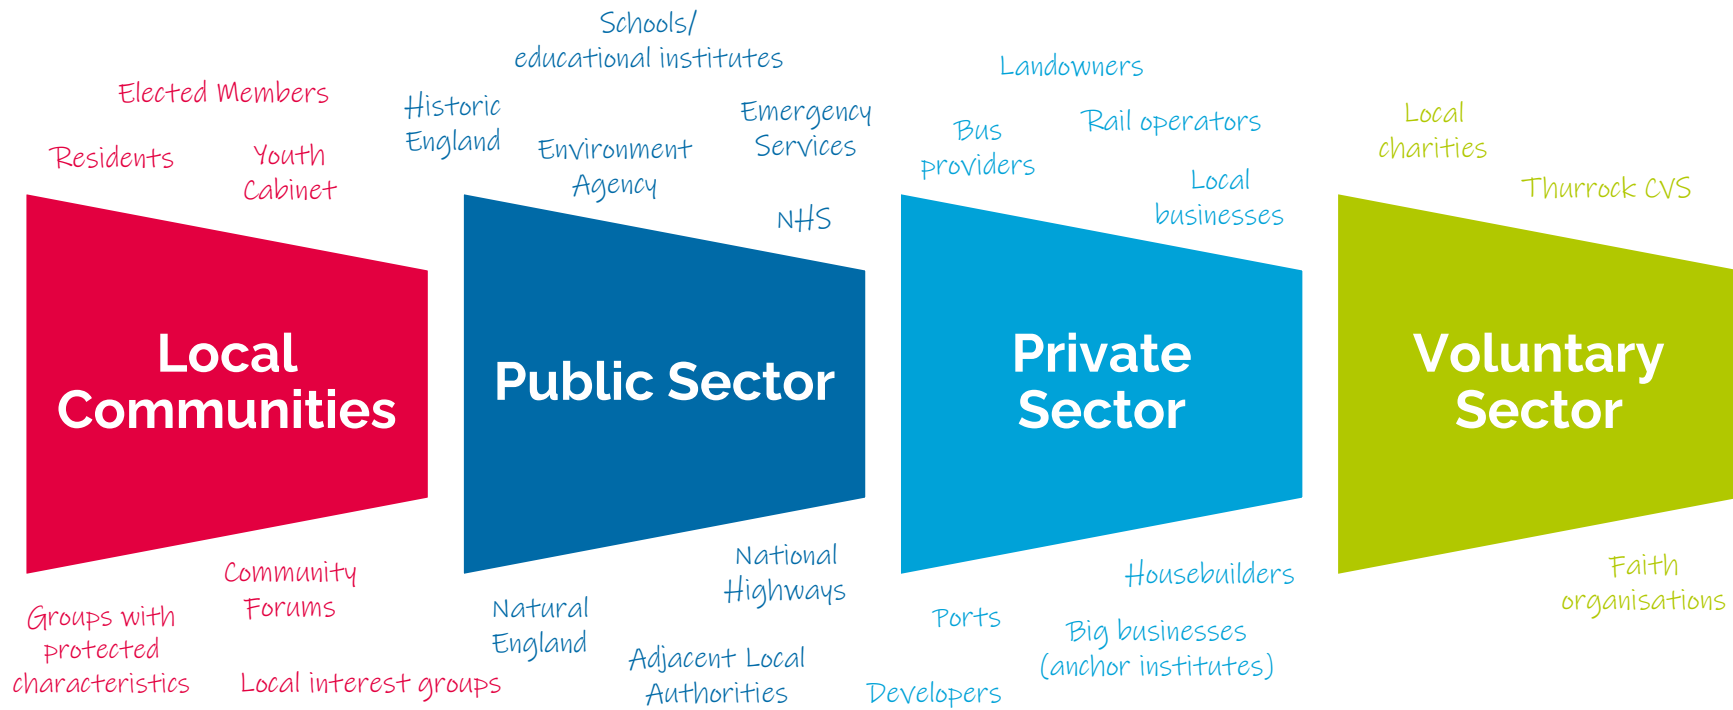 Elected Members
Residents
Youth
Cabinet
Local
Communities
Community
Forums
Groups with
protected
characteristics
Local interest groups
Schools/
educational institutes
Historic
England
Environment
Agency
Emergency
Services
NHS
Public Sector
National
Highways
Natural
England
Adjacent Local
Authorities
Landowners
Bus
providers
Rail operators
Local
businesses
Private
Sector
Housebuilders
Ports
Big businesses
(anchor institutes)
Developers
Local
charities
Thurrock CVS
Voluntary
Sector
Faith
organisations